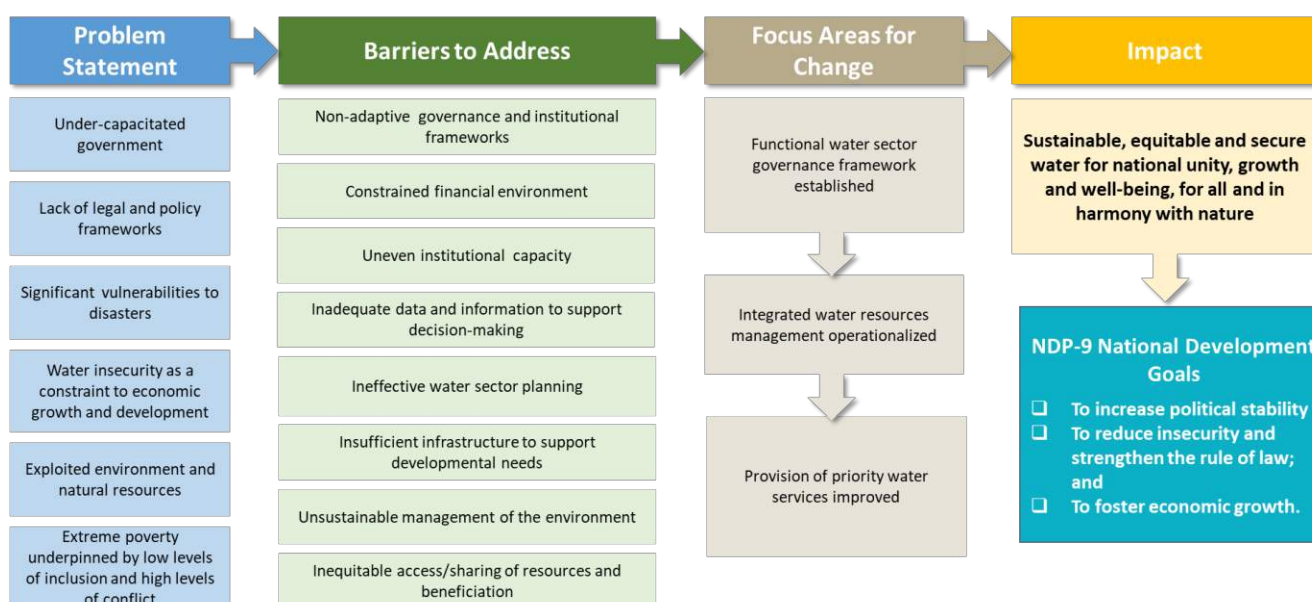 Problem
Statement
Barriers to Address
Focus Areas for
Change
Impact
Under-capacitated
government
Lack of legal and policy
frameworks
Significant vulnerabilities to
disasters
Water insecurity as a
constraint to economic
growth and development
Exploited environment and
natural resources
Extreme poverty
underpinned by low levels
of inclusion and high levels
of conflict
Non-adaptive governance and institutional
frameworks
Constrained financial environment
Uneven institutional capacity
Inadequate data and information to support
decision-making
Ineffective water sector planning
Insufficient infrastructure to support
developmental needs
Unsustainable management of the environment
Inequitable access/sharing of resources and
beneficiation
Functional water sector
governance framework
established
Integrated water resources
management operationalized
Provision of priority water
services improved
Sustainable, equitable and secure
water for national unity, growth
and well-being, for all and in
harmony with nature
NDP-9 National Development
Goals
❑ To increase political stability
❑ To reduce insecurity and
strengthen the rule of law;
and
❑ To foster economic growth.